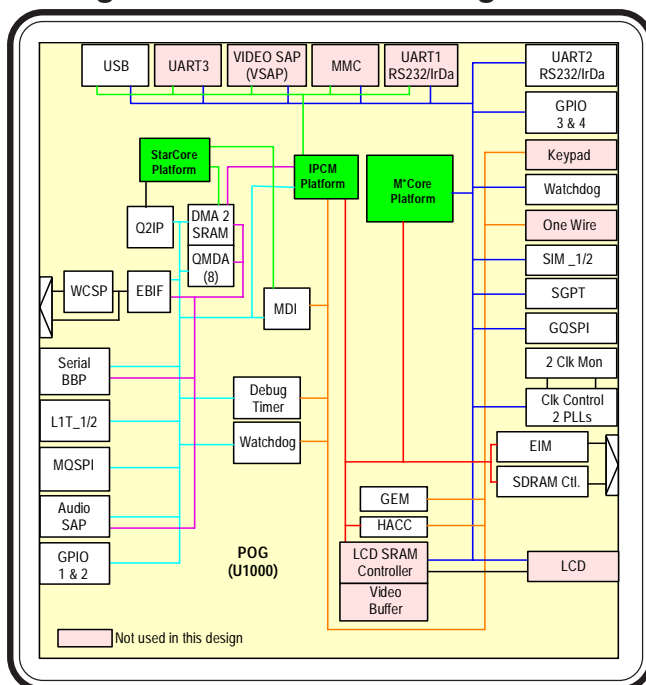 USB
UART3
VIDEO SAP
(VSAP)
MMC
UART1
RS232/IrDa
UART2
RS232/IrDa
GPIO
3 & 4
StarCore
Platform
IPCM
Platform
M*Core
Platform
Keypad
Watchdog
Q2IP
DMA 2
SRAM
QMDA
(8)
One Wire
SIM _1/2
WCSP
EBIF
MDI
SGPT
GQSPI
Serial
BBP
2 Clk Mon
Debug
Timer
Clk Control
2 PLLs
L1T_1/2
Watchdog
EIM
MQSPI
SDRAM Ctl.
GEM
Audio
SAP
HACC
GPIO
1 & 2
POG
(U1000)
LCD SRAM
Controller
LCD
Video
Buffer
Not used in this design